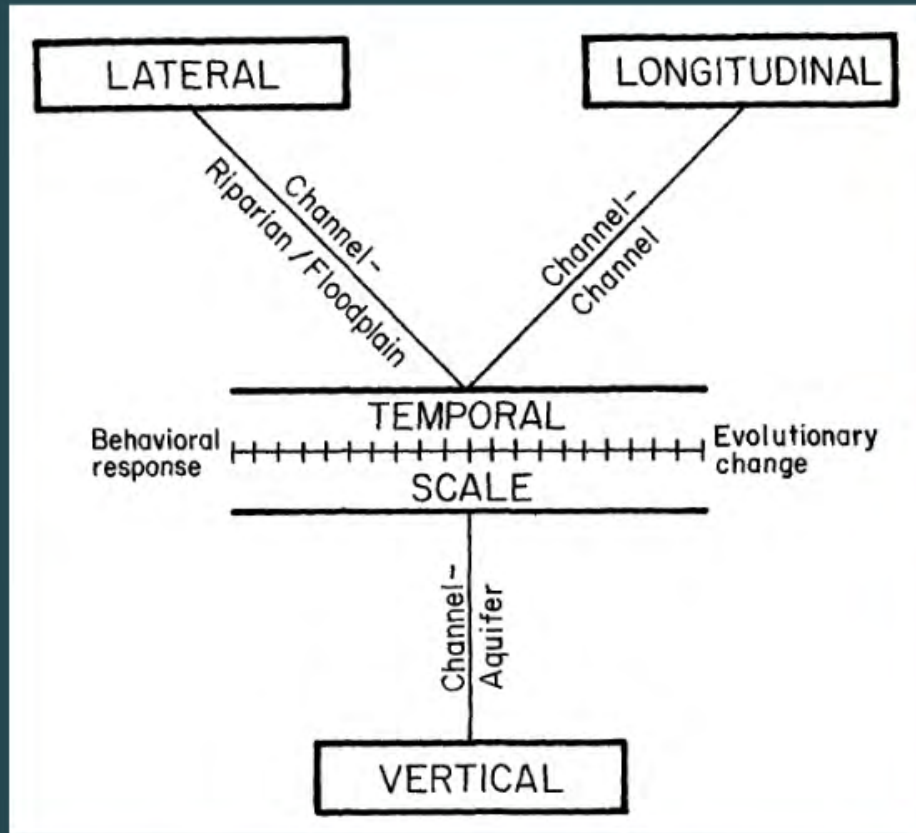 LATERAL
LONGITUDINAL
Channel-
Riparian/Floodplain
Channel-
Channel
TEMPORAL
Behavioral
response
Evolutionary
change
SCALE
Channel-
Aquifer
VERTICAL